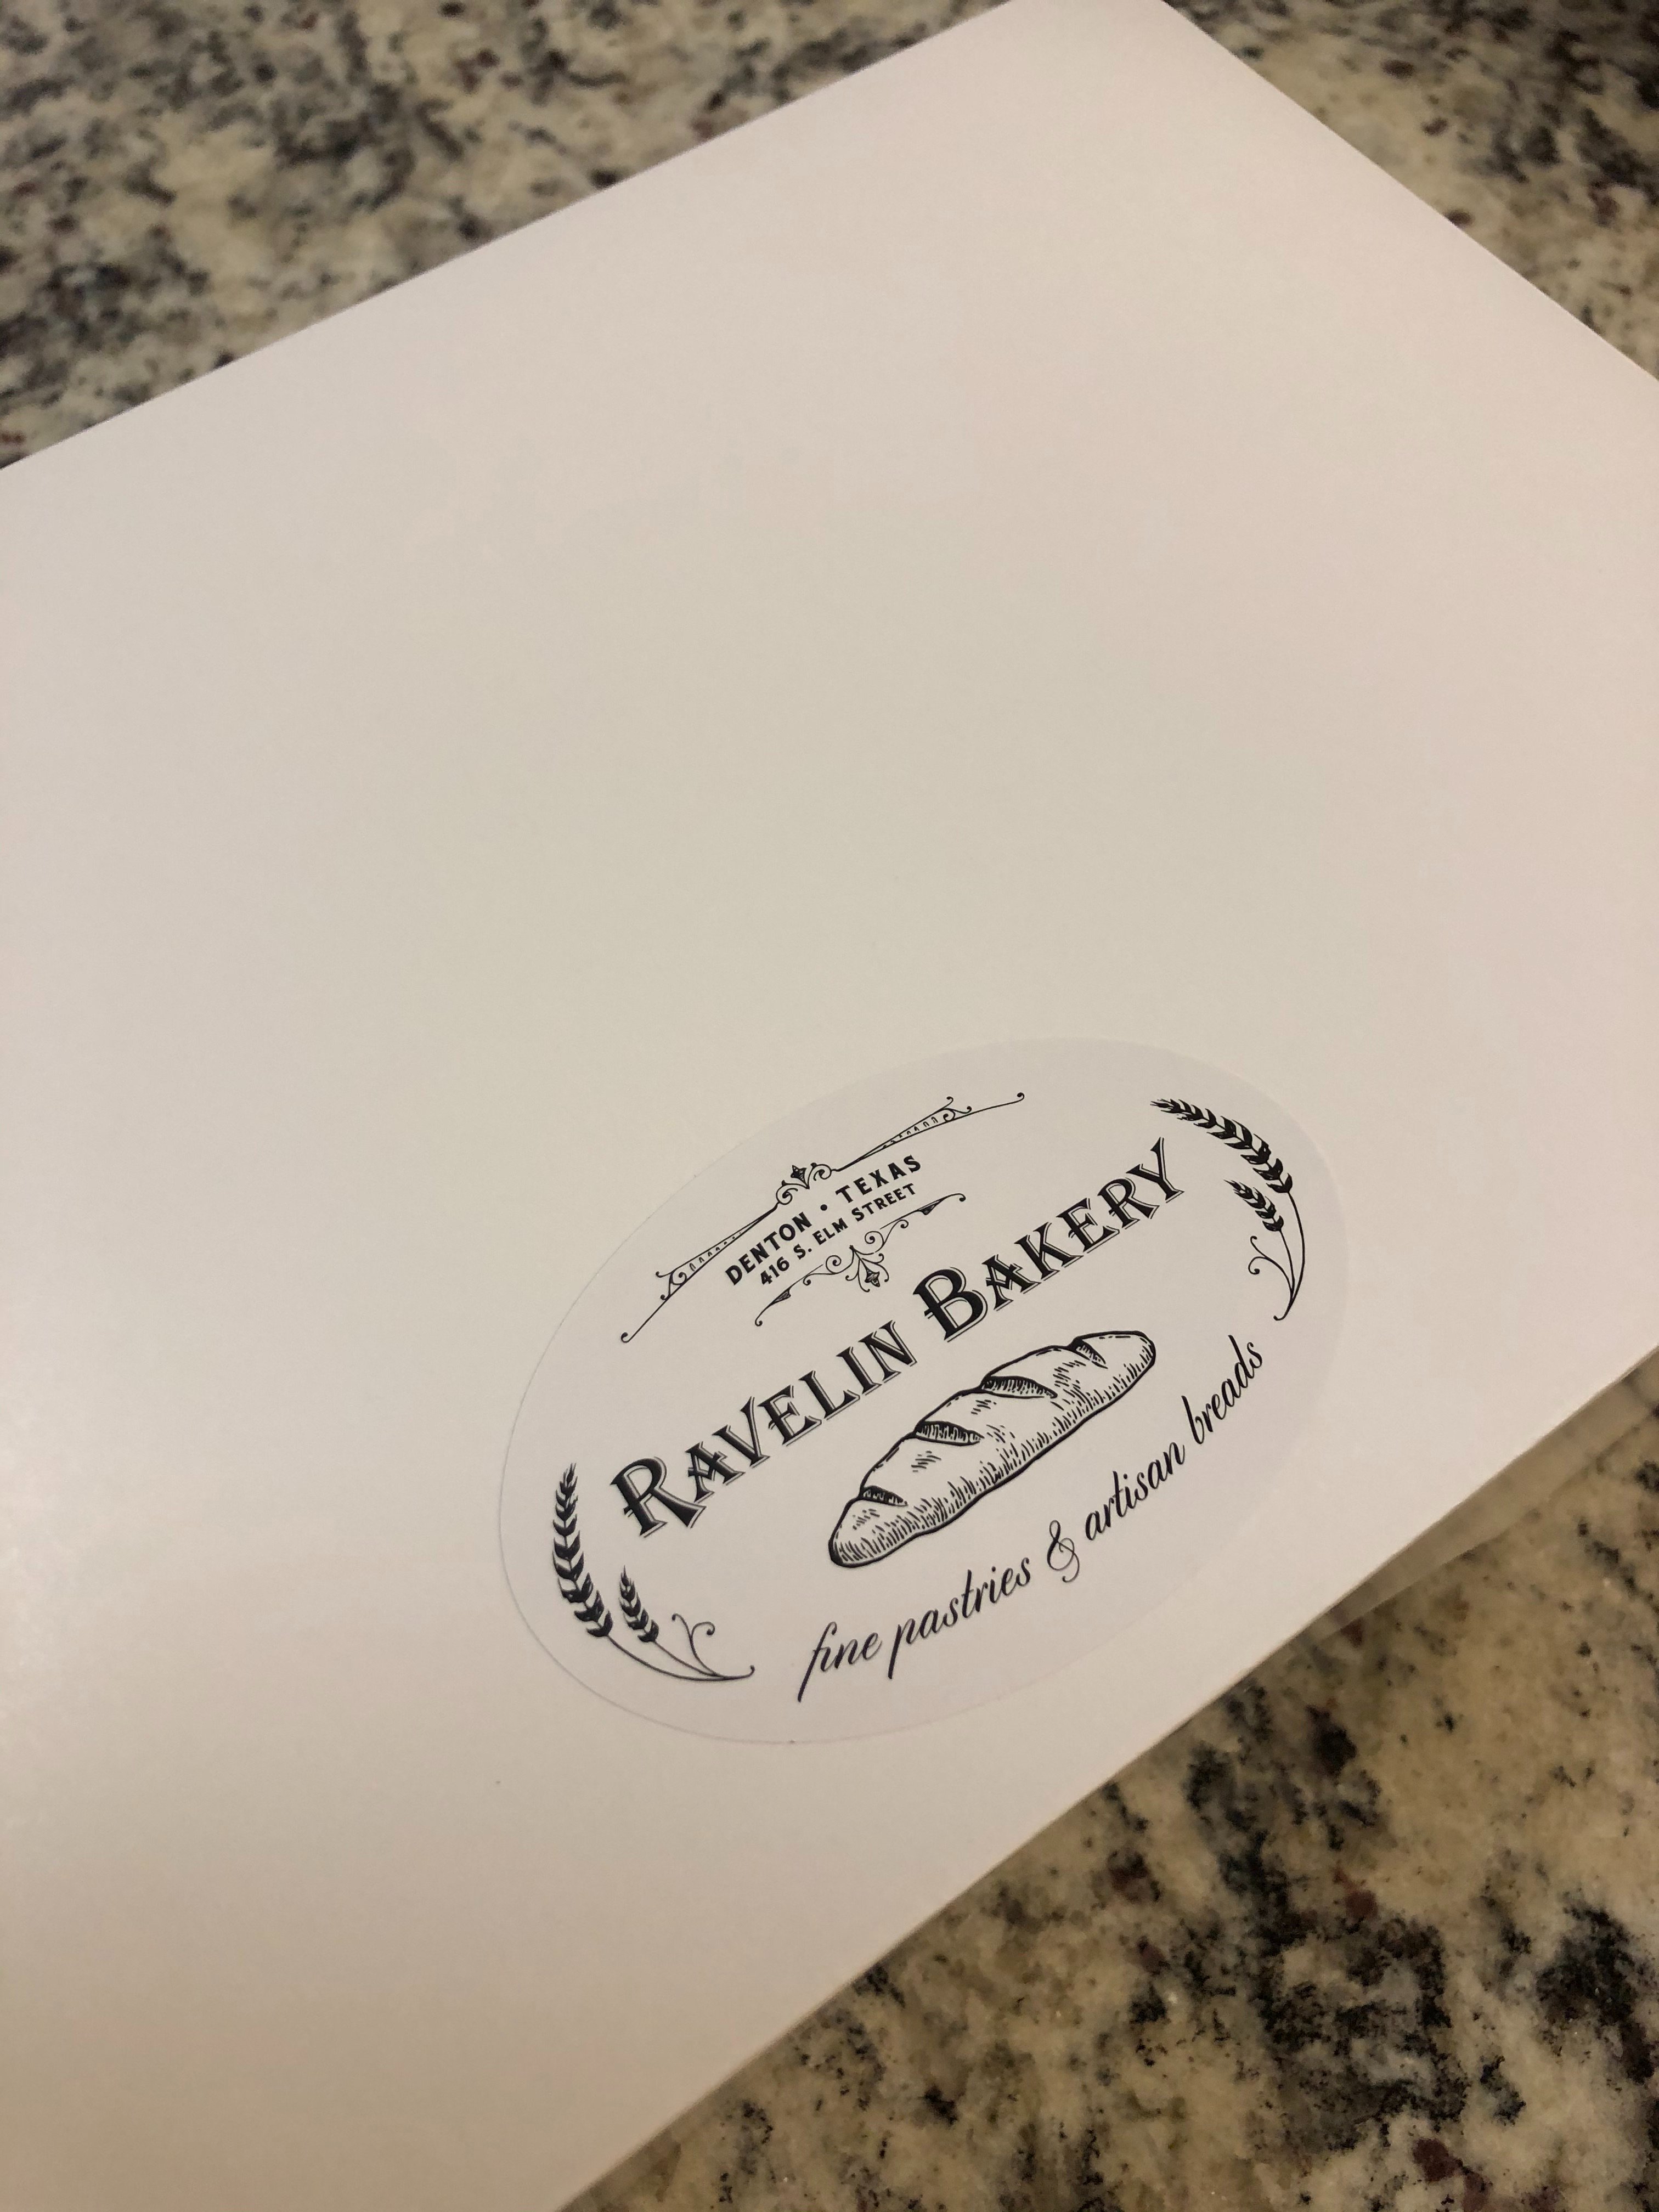 DENTON • TEXAS
416 S. ELM STREET
RAVELIN BAKERY
fine pastries & artisan breads